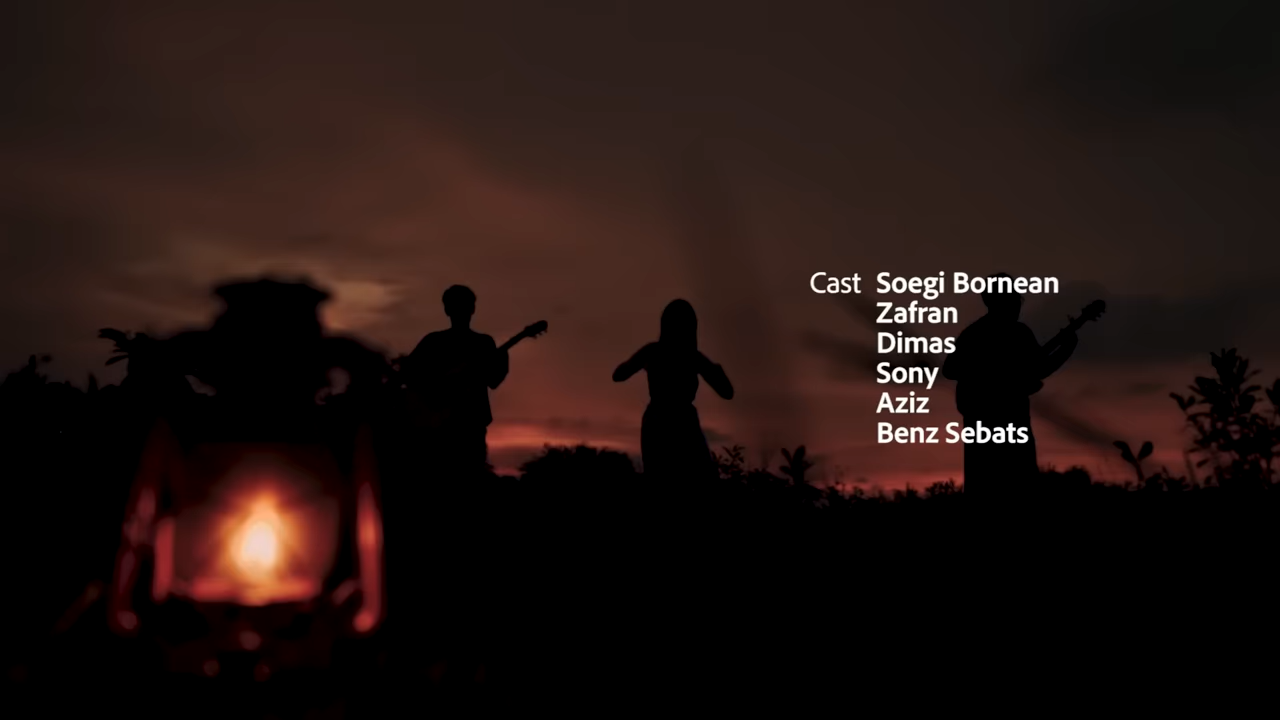 Cast Soegi Bornean
Zafran
Dimas
Sony
Aziz
Benz Sebats